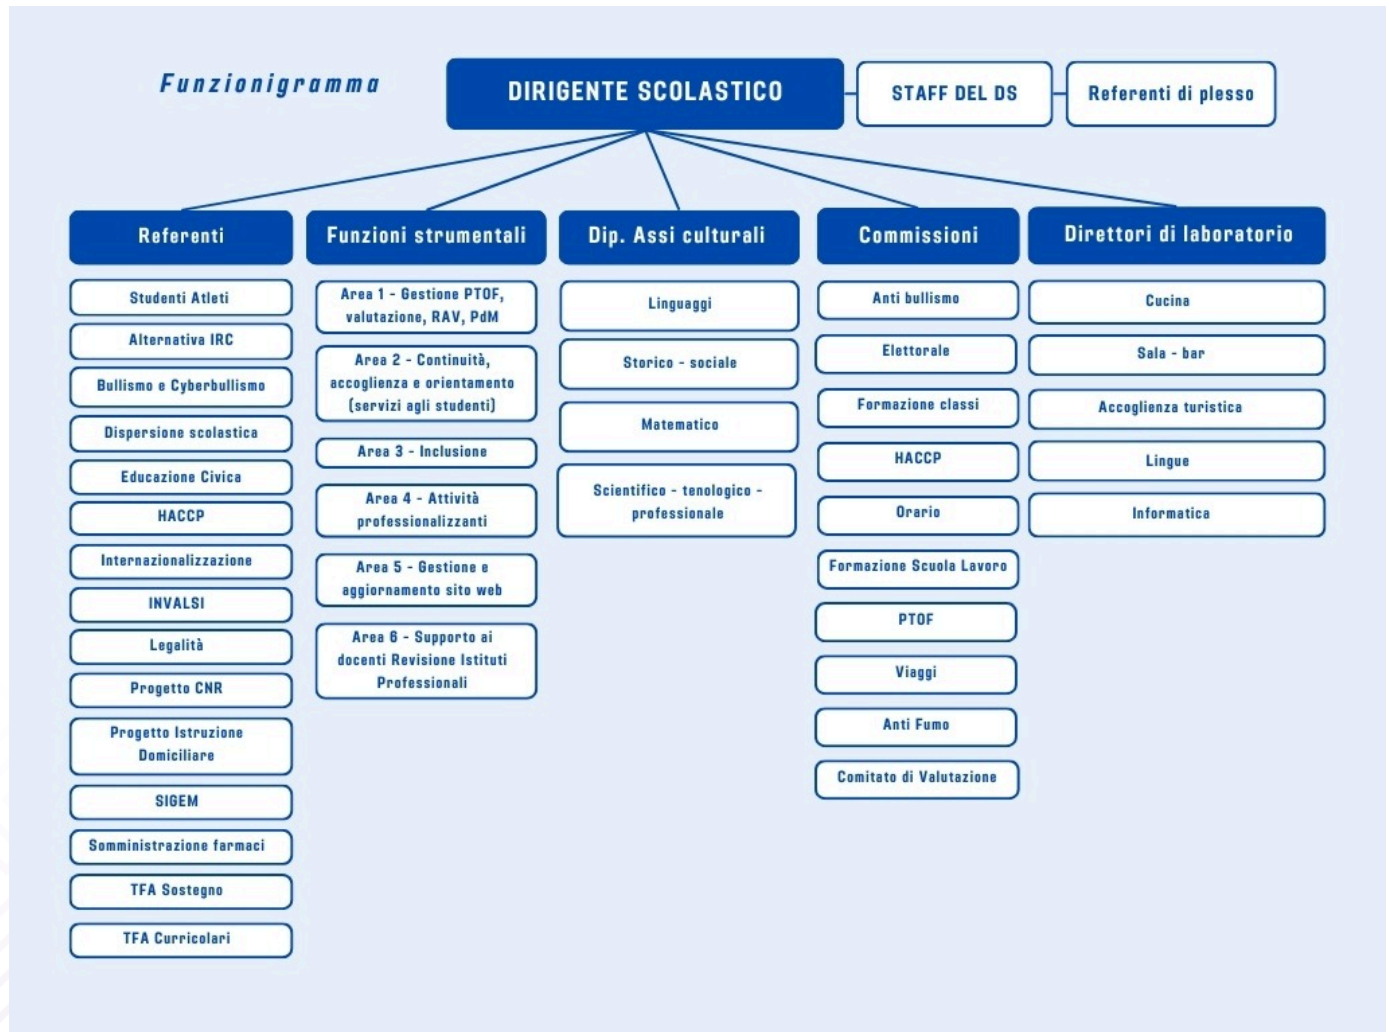 Funzionigramma
DIRIGENTE SCOLASTICO
STAFF DEL DS
Referenti di plesso
Referenti
Studenti Atleti
Alternativa IRC
Bullismo e Cyberbullismo
Dispersione scolastica
Educazione Civica
HACCP
Internazionalizzazione
INVALSI
Legalità
Progetto CNR
Progetto Istruzione
Domiciliare
SIGEM
Somministrazione farmaci
TFA Sostegno
TFA Curricolari
Funzioni strumentali
Area 1 - Gestione PTOF,
valutazione, RAV, PdM
Area 2 - Continuità,
accoglienza e orientamento
(servizi agli studenti)
Area 3 - Inclusione
Area 4 - Attività
professionalizzanti
Area 5 - Gestione e
aggiornamento sito web
Area 6 - Supporto ai
docenti Revisione Istituti
Professionali
Dip. Assi culturali
Linguaggi
Storico - sociale
Matematico
Scientifico - tenologico -
professionale
Commissioni
Anti bullismo
Elettorale
Formazione classi
HACCP
Orario
Formazione Scuola Lavoro
PTOF
Viaggi
Anti Fumo
Comitato di Valutazione
Direttori di laboratorio
Cucina
Sala - bar
Accoglienza turistica
Lingue
Informatica